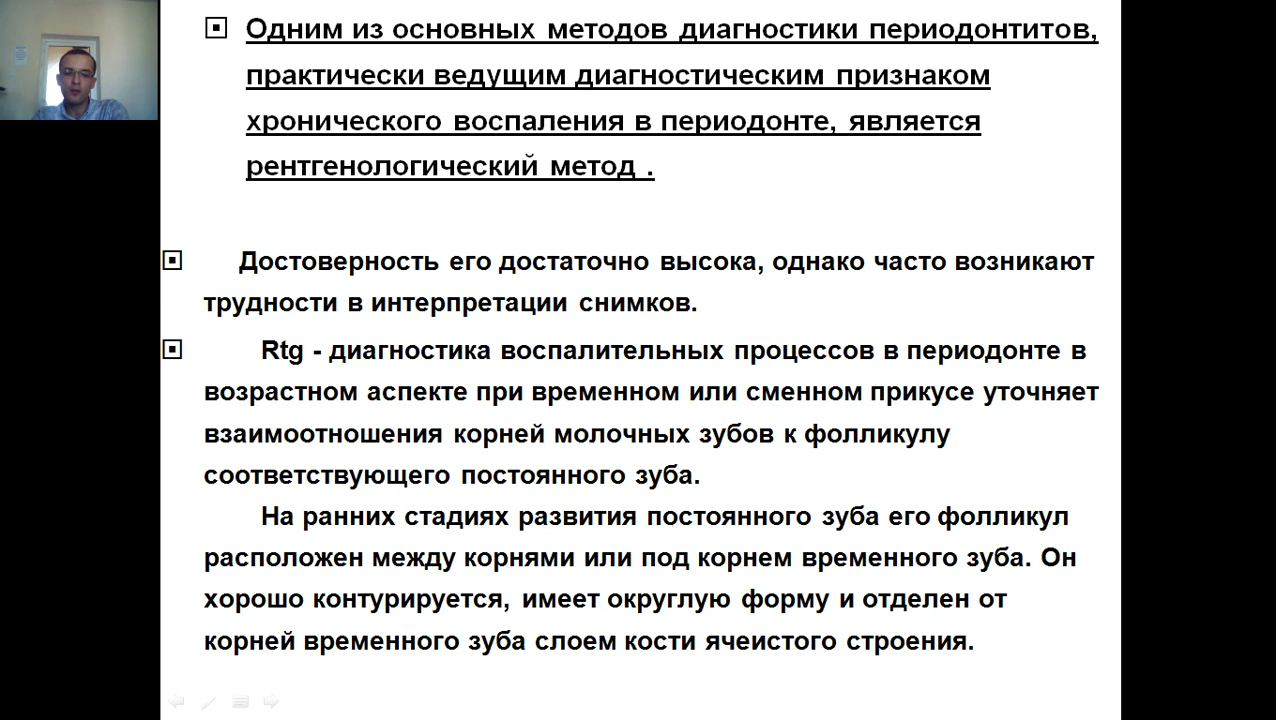 Одним из основных методов диагностики периодонтитов,
практически ведущим диагностическим признаком
хронического воспаления в периодонте, является
рентгенологический метод .
Достоверность его достаточно высока, однако часто возникают
трудности в интерпретации снимков.
Rtg - диагностика воспалительных процессов в периодонте в
возрастном аспекте при временном или сменном прикусе уточняет
взаимоотношения корней молочных зубов к фолликулу
соответствующего постоянного зуба.
На ранних стадиях развития постоянного зуба его фолликул
расположен между корнями или под корнем временного зуба. Он
хорошо контурируется, имеет округлую форму и отделен от
корней временного зуба слоем кости ячеистого строения.